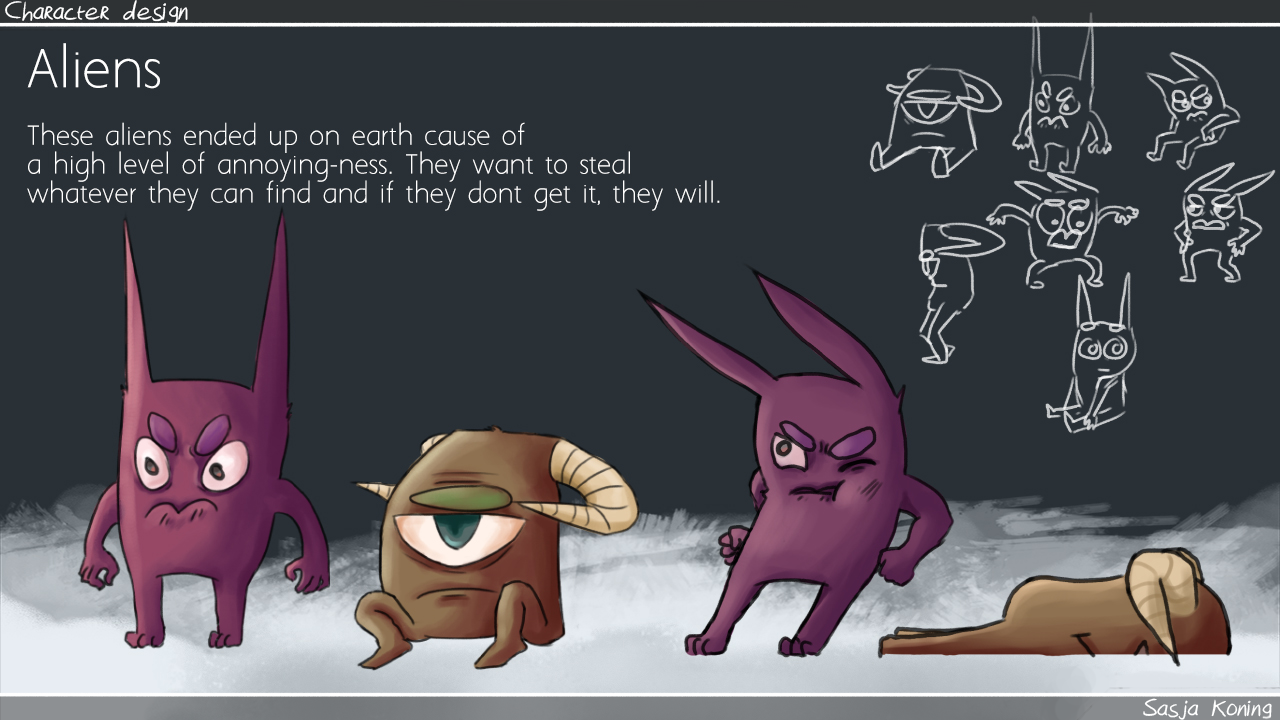 Character design
Aliens
These aliens ended up on earth cause of
a high level of annoying-ness. They want to steal
whatever they can find and if they dont get it, they will.
Sasja Koning